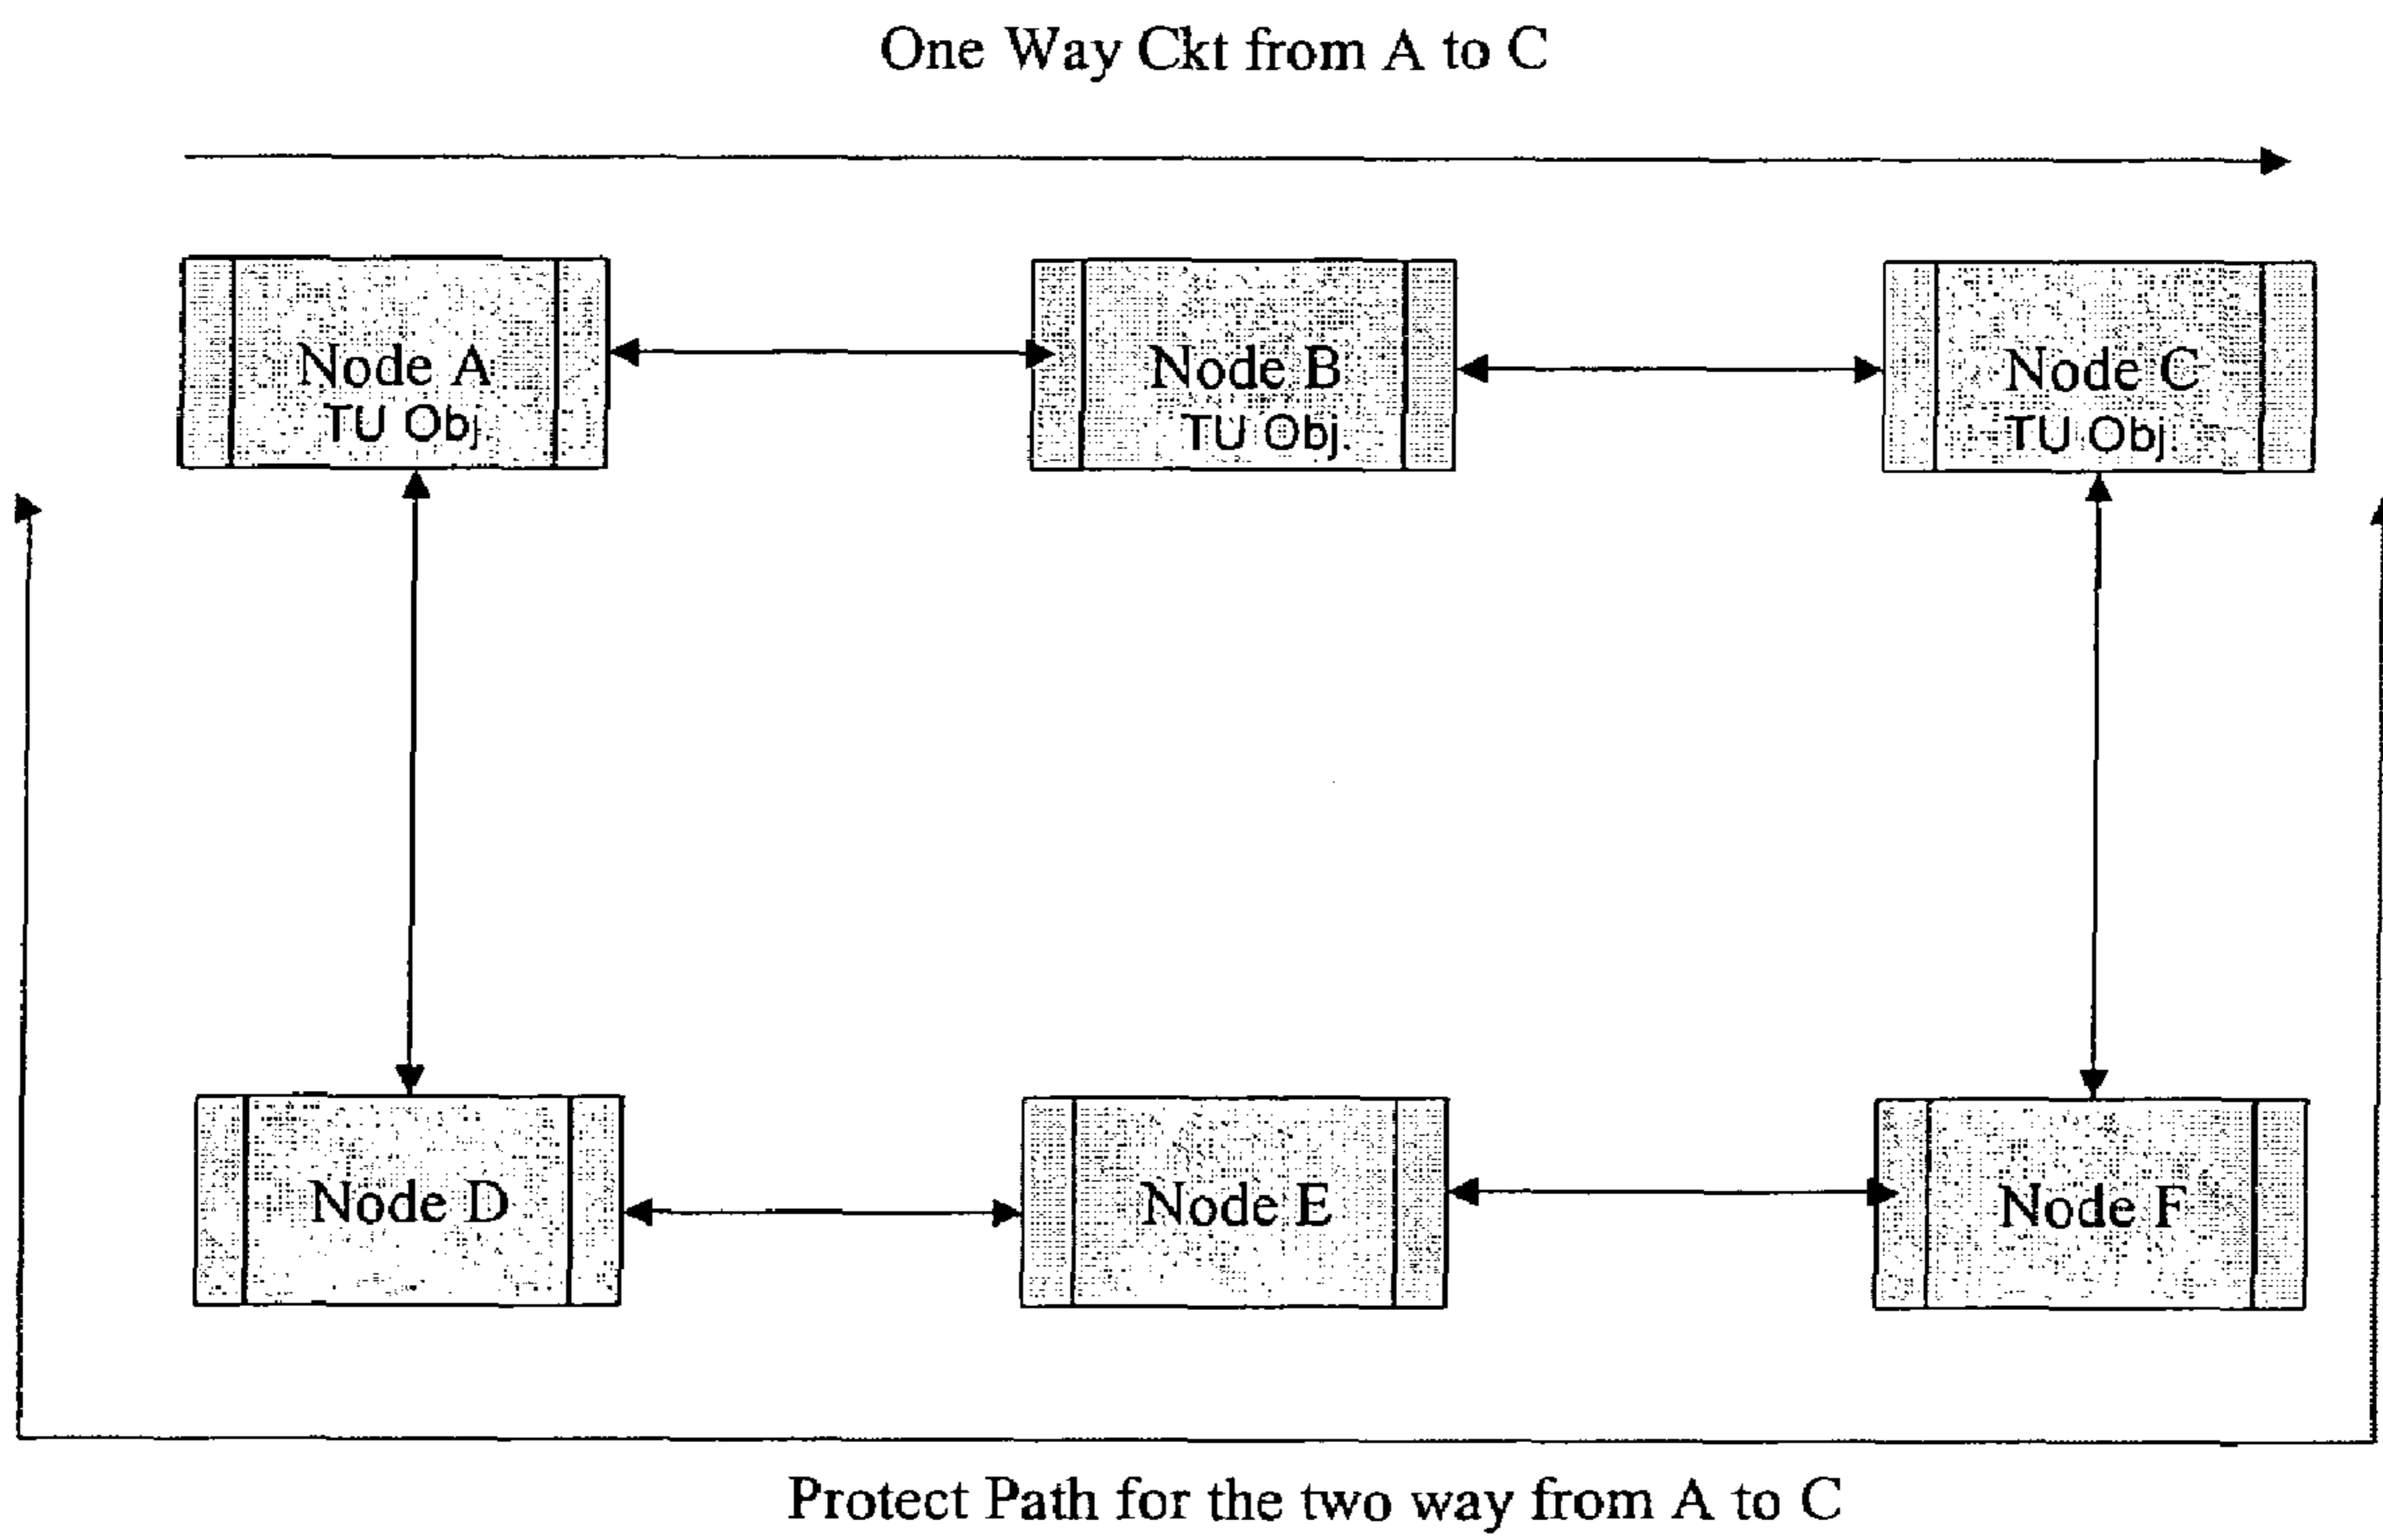 One Way Ckt from A to C
Node A
TU Obj.
Node B
TU Obj.
Node C
TU Obj.
Node D
Node E
Node F
Protect Path for the two way from A to C